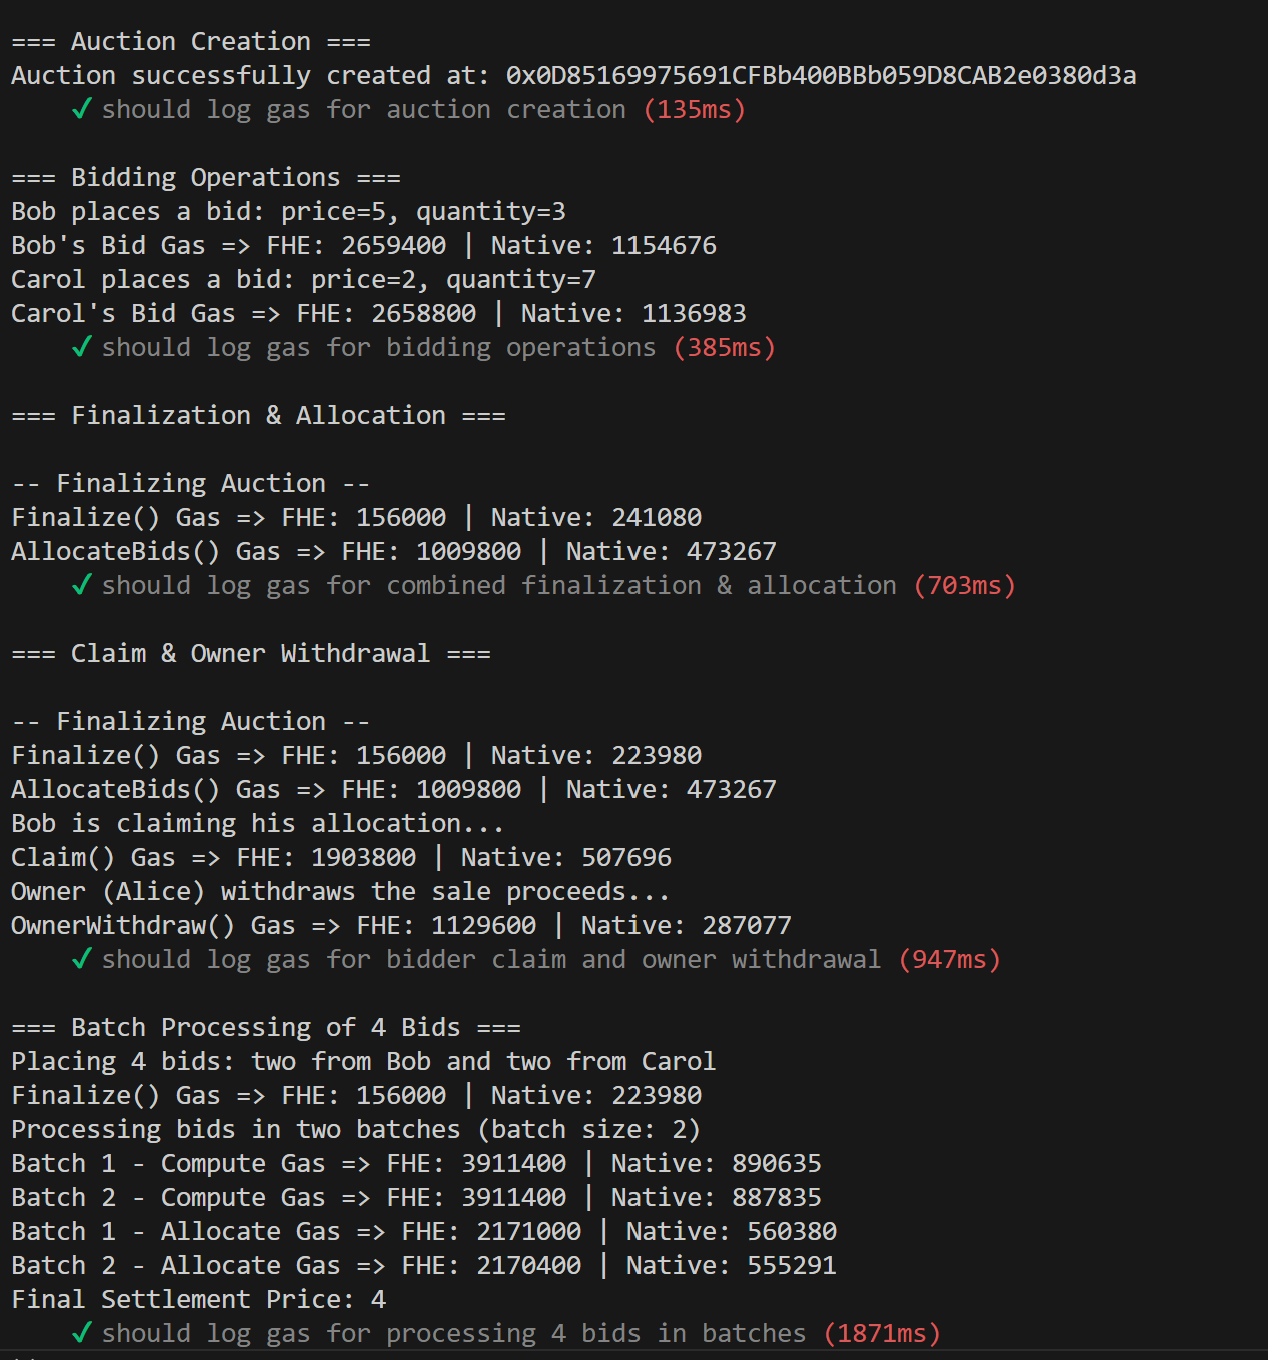 === Auction Creation ===
Auction successfully created at: 0x0D85169975691CFBb400BBb059D8CAB2e0380d3a
✓ should log gas for auction creation (135ms)
=== Bidding Operations ===
Bob places a bid: price=5, quantity=3
Bob's Bid Gas => FHE: 2659400 | Native: 1154676
Carol places a bid: price=2, quantity=7
Carol's Bid Gas => FHE: 2658800 | Native: 1136983
✓ should log gas for bidding operations (385ms)
=== Finalization & Allocation ===
-- Finalizing Auction --
Finalize() Gas => FHE: 156000 | Native: 241080
AllocateBids() Gas => FHE: 1009800 | Native: 473267
✓ should log gas for combined finalization & allocation (703ms)
=== Claim & Owner Withdrawal ===
-- Finalizing Auction --
Finalize() Gas => FHE: 156000 | Native: 223980
AllocateBids() Gas => FHE: 1009800 | Native: 473267
Bob is claiming his allocation...
Claim() Gas => FHE: 1903800 | Native: 507696
Owner (Alice) withdraws the sale proceeds...
OwnerWithdraw() Gas => FHE: 1129600 | Native: 287077
✓ should log gas for bidder claim and owner withdrawal (947ms)
=== Batch Processing of 4 Bids ===
Placing 4 bids: two from Bob and two from Carol
Finalize() Gas => FHE: 156000 | Native: 223980
Processing bids in two batches (batch size: 2)
Batch 1 - Compute Gas => FHE: 3911400 | Native: 890635
Batch 2 - Compute Gas => FHE: 3911400 | Native: 887835
Batch 1 - Allocate Gas => FHE: 2171000 | Native: 560380
Batch 2 - Allocate Gas => FHE: 2170400 | Native: 555291
Final Settlement Price: 4
✓ should log gas for processing 4 bids in batches (1871ms)